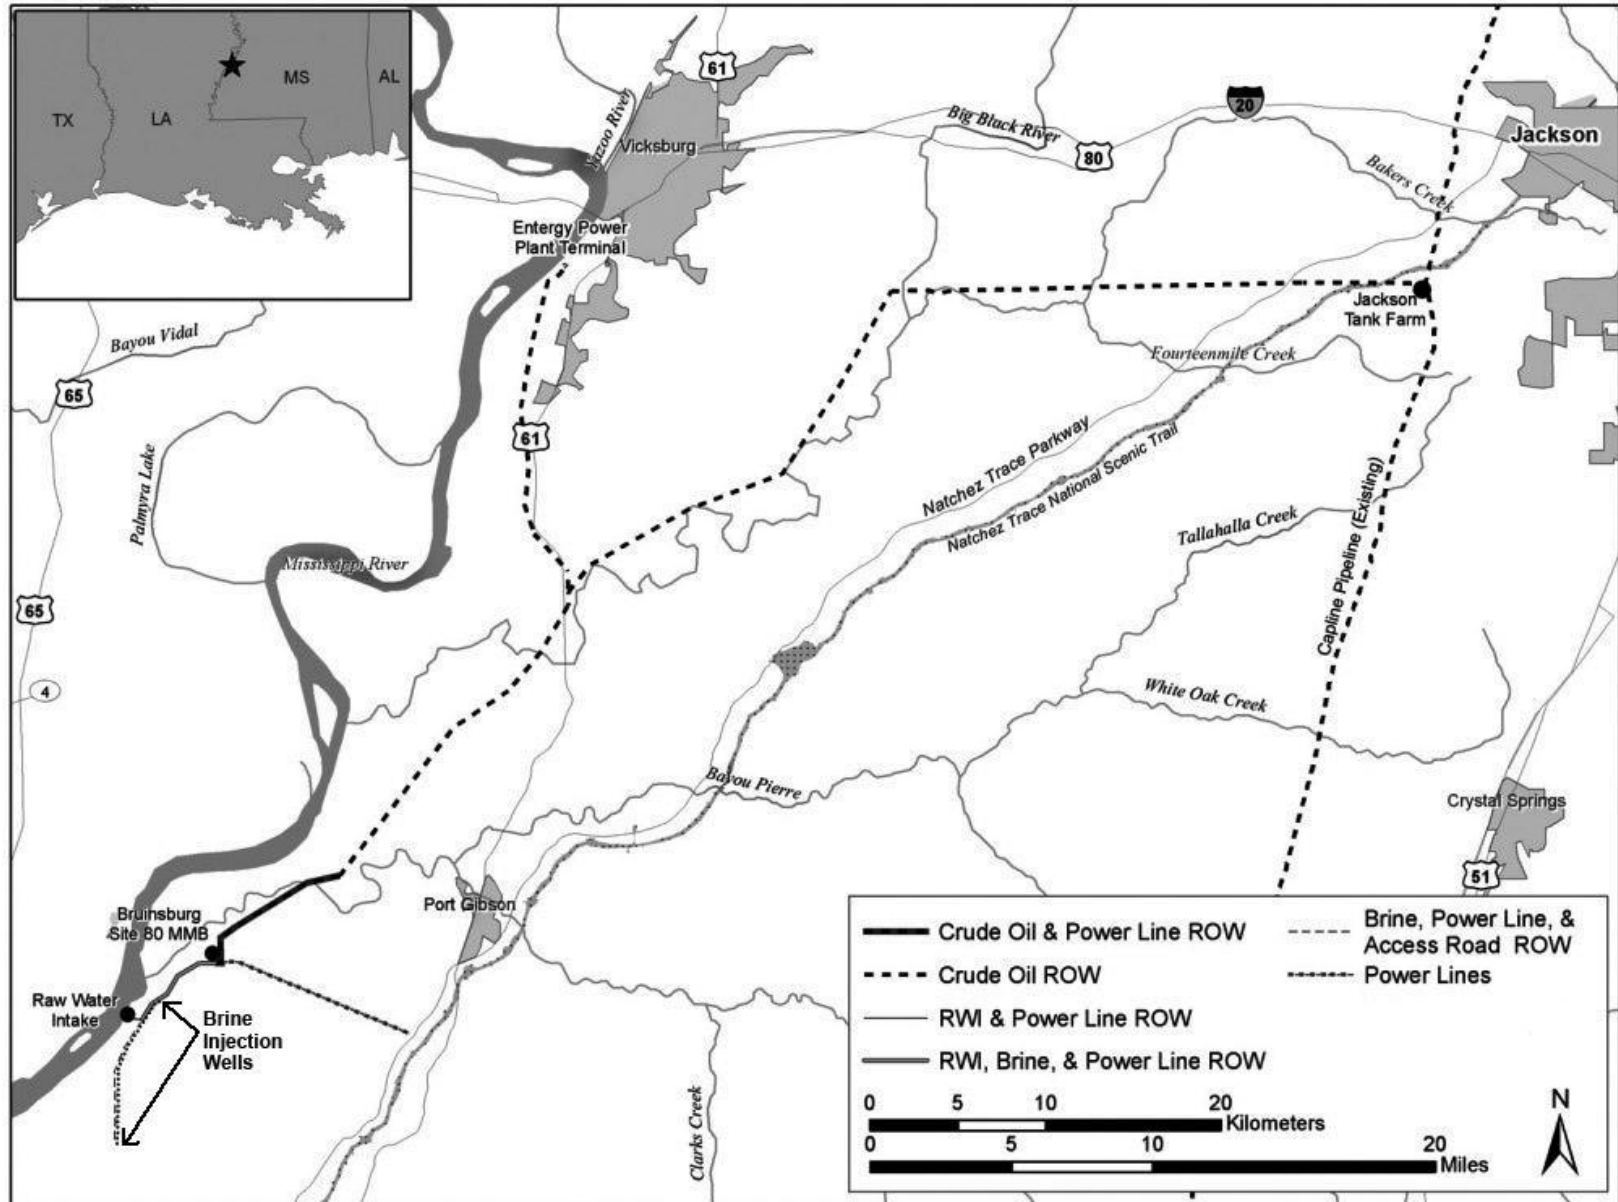 TX
LA
MS
AL
61
Yazoo River
Vicksburg
Big Black River
80
20
Jackson
Bakers Creek
Entergy Power
Plant Terminal
Jackson
Tank Farm
Bayou Vidal
65
Fourteenmile Creek
61
Palmyra Lake
Natchez Trace Parkway
Natchez Trace National Scenic Trail
Mississippi River
Tallahalla Creek
Capline Pipeline (Existing)
65
4
White Oak Creek
Bayou Pierre
Crystal Springs
51
Port Gibson
Bruinsburg
Site 80 MMB
Raw Water
Intake
Brine
Injection
Wells
Clarks Creek
Crude Oil & Power Line ROW
Crude Oil ROW
RWI & Power Line ROW
RWI, Brine, & Power Line ROW
Brine, Power Line, &
Access Road ROW
Power Lines
0 5 10 20
Kilometers
0 5 10 20
Miles
N